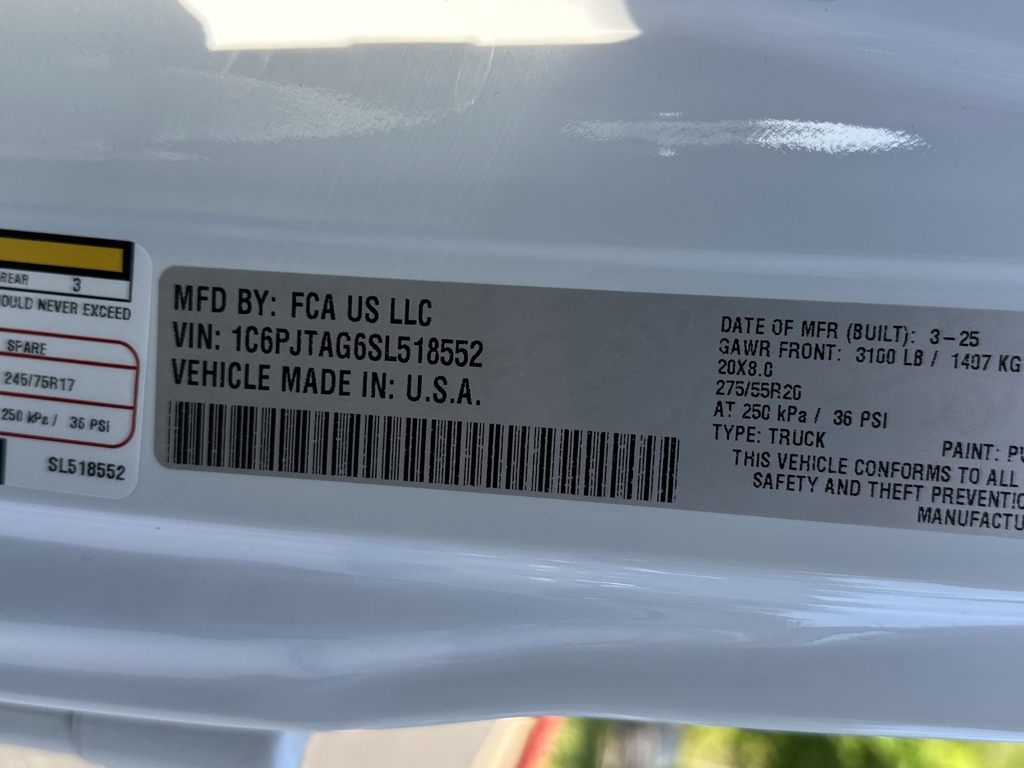 REAR 3
OULD NEVER EXCEED
SPARE
245/75R17
250 kPa / 36 PSI
SL518552
MFD BY: FCA US LLC
VIN: 1C6PJTAG6SL518552
VEHICLE MADE IN: U.S.A.
DATE OF MFR (BUILT): 3-25
GAWR FRONT: 3100 LB / 1407 KG
20X8.0
275/55R20
AT 250 kPa / 36 PSI
TYPE: TRUCK
PAINT: PW
THIS VEHICLE CONFORMS TO ALL
SAFETY AND THEFT PREVENTIO
MANUFACTU